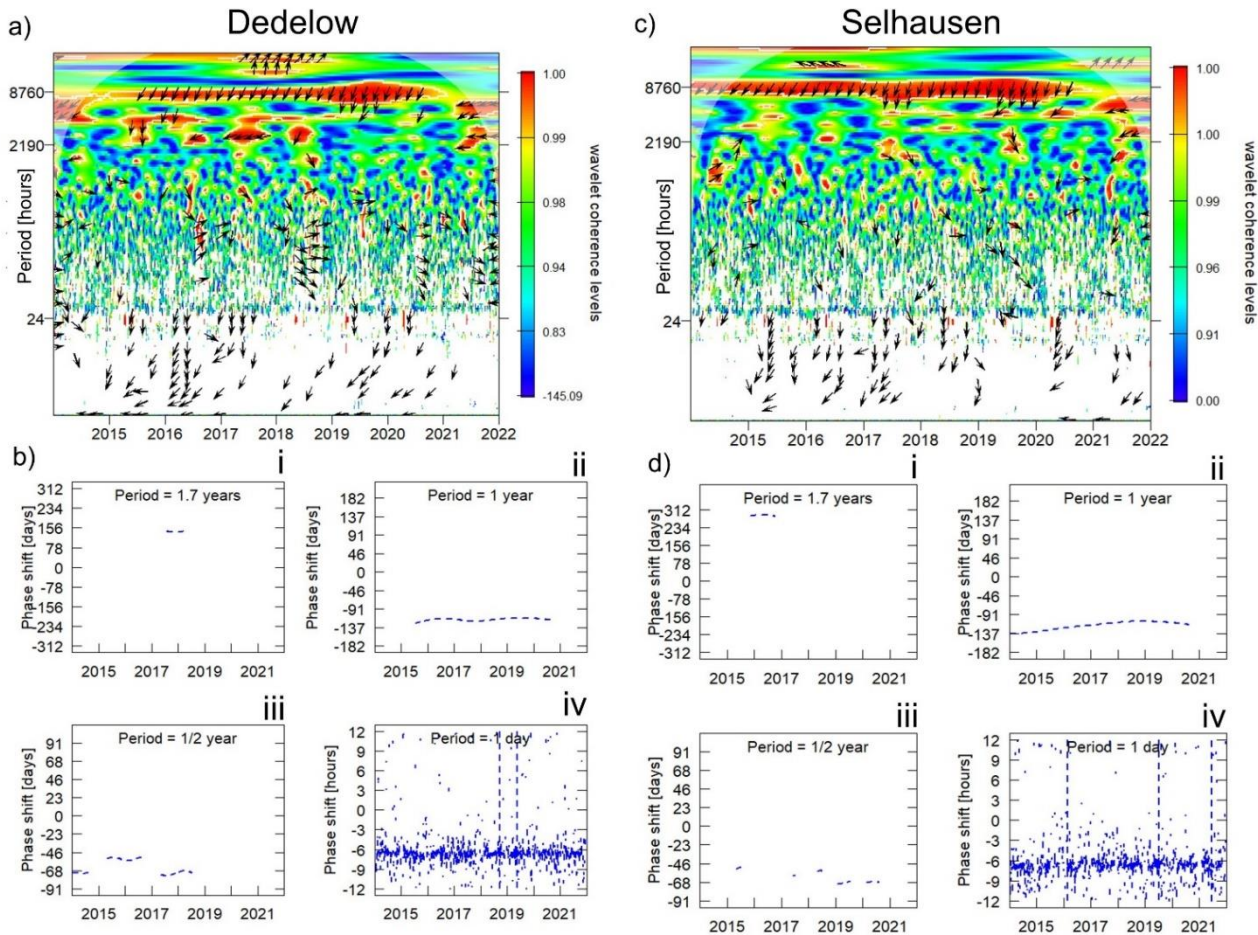 Dedelow
Selhausen
a)
c)
Period [hours]
8760
2190
24
2015 2016 2017 2018 2019 2020 2021 2022
1.00
0.99
0.98
0.94
0.83
-145.09
wavelet coherence levels
Period [hours]
8760
2190
24
2015 2016 2017 2018 2019 2020 2021 2022
1.00
1.00
0.99
0.96
0.91
0.00
wavelet coherence levels
b)
i
Period = 1.7 years
Phase shift [days]
312
234
156
78
0
-78
-156
-234
-312
2015 2017 2019 2021
ii
Period = 1 year
Phase shift [days]
182
137
91
46
0
-46
-91
-137
-182
2015 2017 2019 2021
iii
Period = 1/2 year
Phase shift [days]
91
68
46
23
0
-23
-46
-68
-91
2015 2017 2019 2021
iv
Period = 1 day
Phase shift [hours]
12
9
6
3
0
-3
-6
-9
-12
2015 2017 2019 2021
d)
i
Period = 1.7 years
Phase shift [days]
312
234
156
78
0
-78
-156
-234
-312
2015 2017 2019 2021
ii
Period = 1 year
Phase shift [days]
182
137
91
46
0
-46
-91
-137
-182
2015 2017 2019 2021
iii
Period = 1/2 year
Phase shift [days]
91
68
46
23
0
-23
-46
-68
-91
2015 2017 2019 2021
iv
Period = 1 day
Phase shift [hours]
12
9
6
3
0
-3
-6
-9
-12
2015 2017 2019 2021